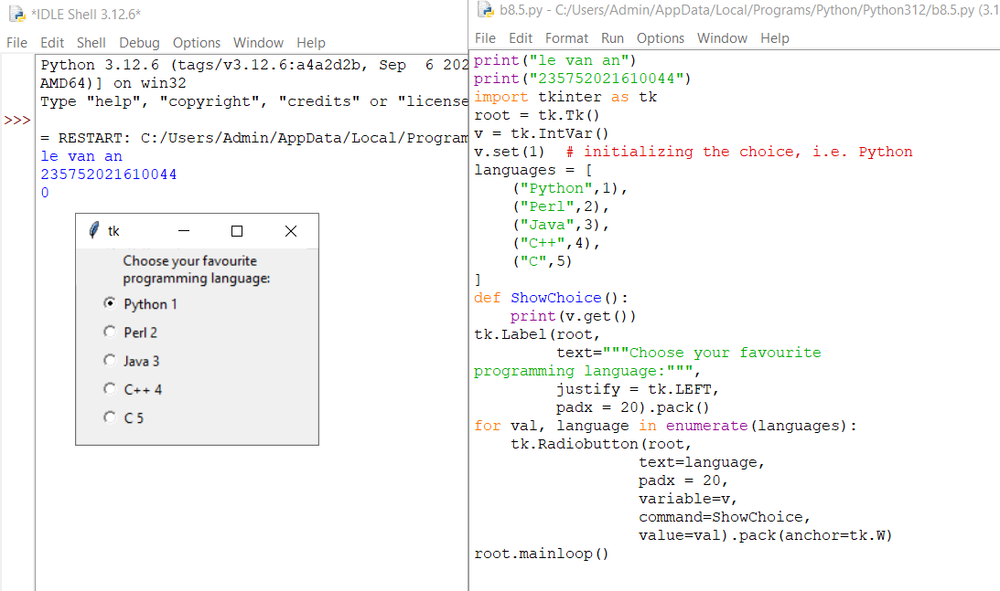 *IDLE Shell 3.12.6*
File Edit Shell Debug Options Window Help
Python 3.12.6 (tags/v3.12.6:a4a2d2b, Sep  6 202
AMD64)] on win32
Type "help", "copyright", "credits" or "license
>>>
= RESTART: C:/Users/Admin/AppData/Local/Program
le van an
235752021610044
0
tk
Choose your favourite
programming language:
Python 1
Perl 2
Java 3
C++ 4
C 5
b8.5.py - C:/Users/Admin/AppData/Local/Programs/Python/Python312/b8.5.py (3.1
File Edit Format Run Options Window Help
print("le van an")
print("235752021610044")
import tkinter as tk
root = tk.Tk()
v = tk.IntVar()
v.set(1)  # initializing the choice, i.e. Python
languages = [
    ("Python",1),
    ("Perl",2),
    ("Java",3),
    ("C++",4),
    ("C",5)
]
def ShowChoice():
    print(v.get())
tk.Label(root,
         text="""Choose your favourite
programming language:""",
         justify = tk.LEFT,
         padx = 20).pack()
for val, language in enumerate(languages):
    tk.Radiobutton(root,
                  text=language,
                  padx = 20,
                  variable=v,
                  command=ShowChoice,
                  value=val).pack(anchor=tk.W)
root.mainloop()